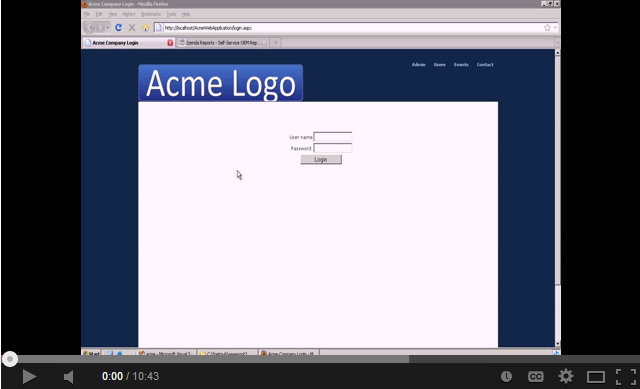 Acme Company Login - Mozilla Firefox
File Edit View History Bookmarks Tools Help
http://localhost/AcmeWebApplication/login.aspx
Acme Company Login
Izenda Reports - Self-Service OEM Rep
Acme Logo
Admin Users Events Contact
User name
Password
Login
Start
acme - Microsoft Visual S
Acme Company Login - M
0:00 / 10:43
CC